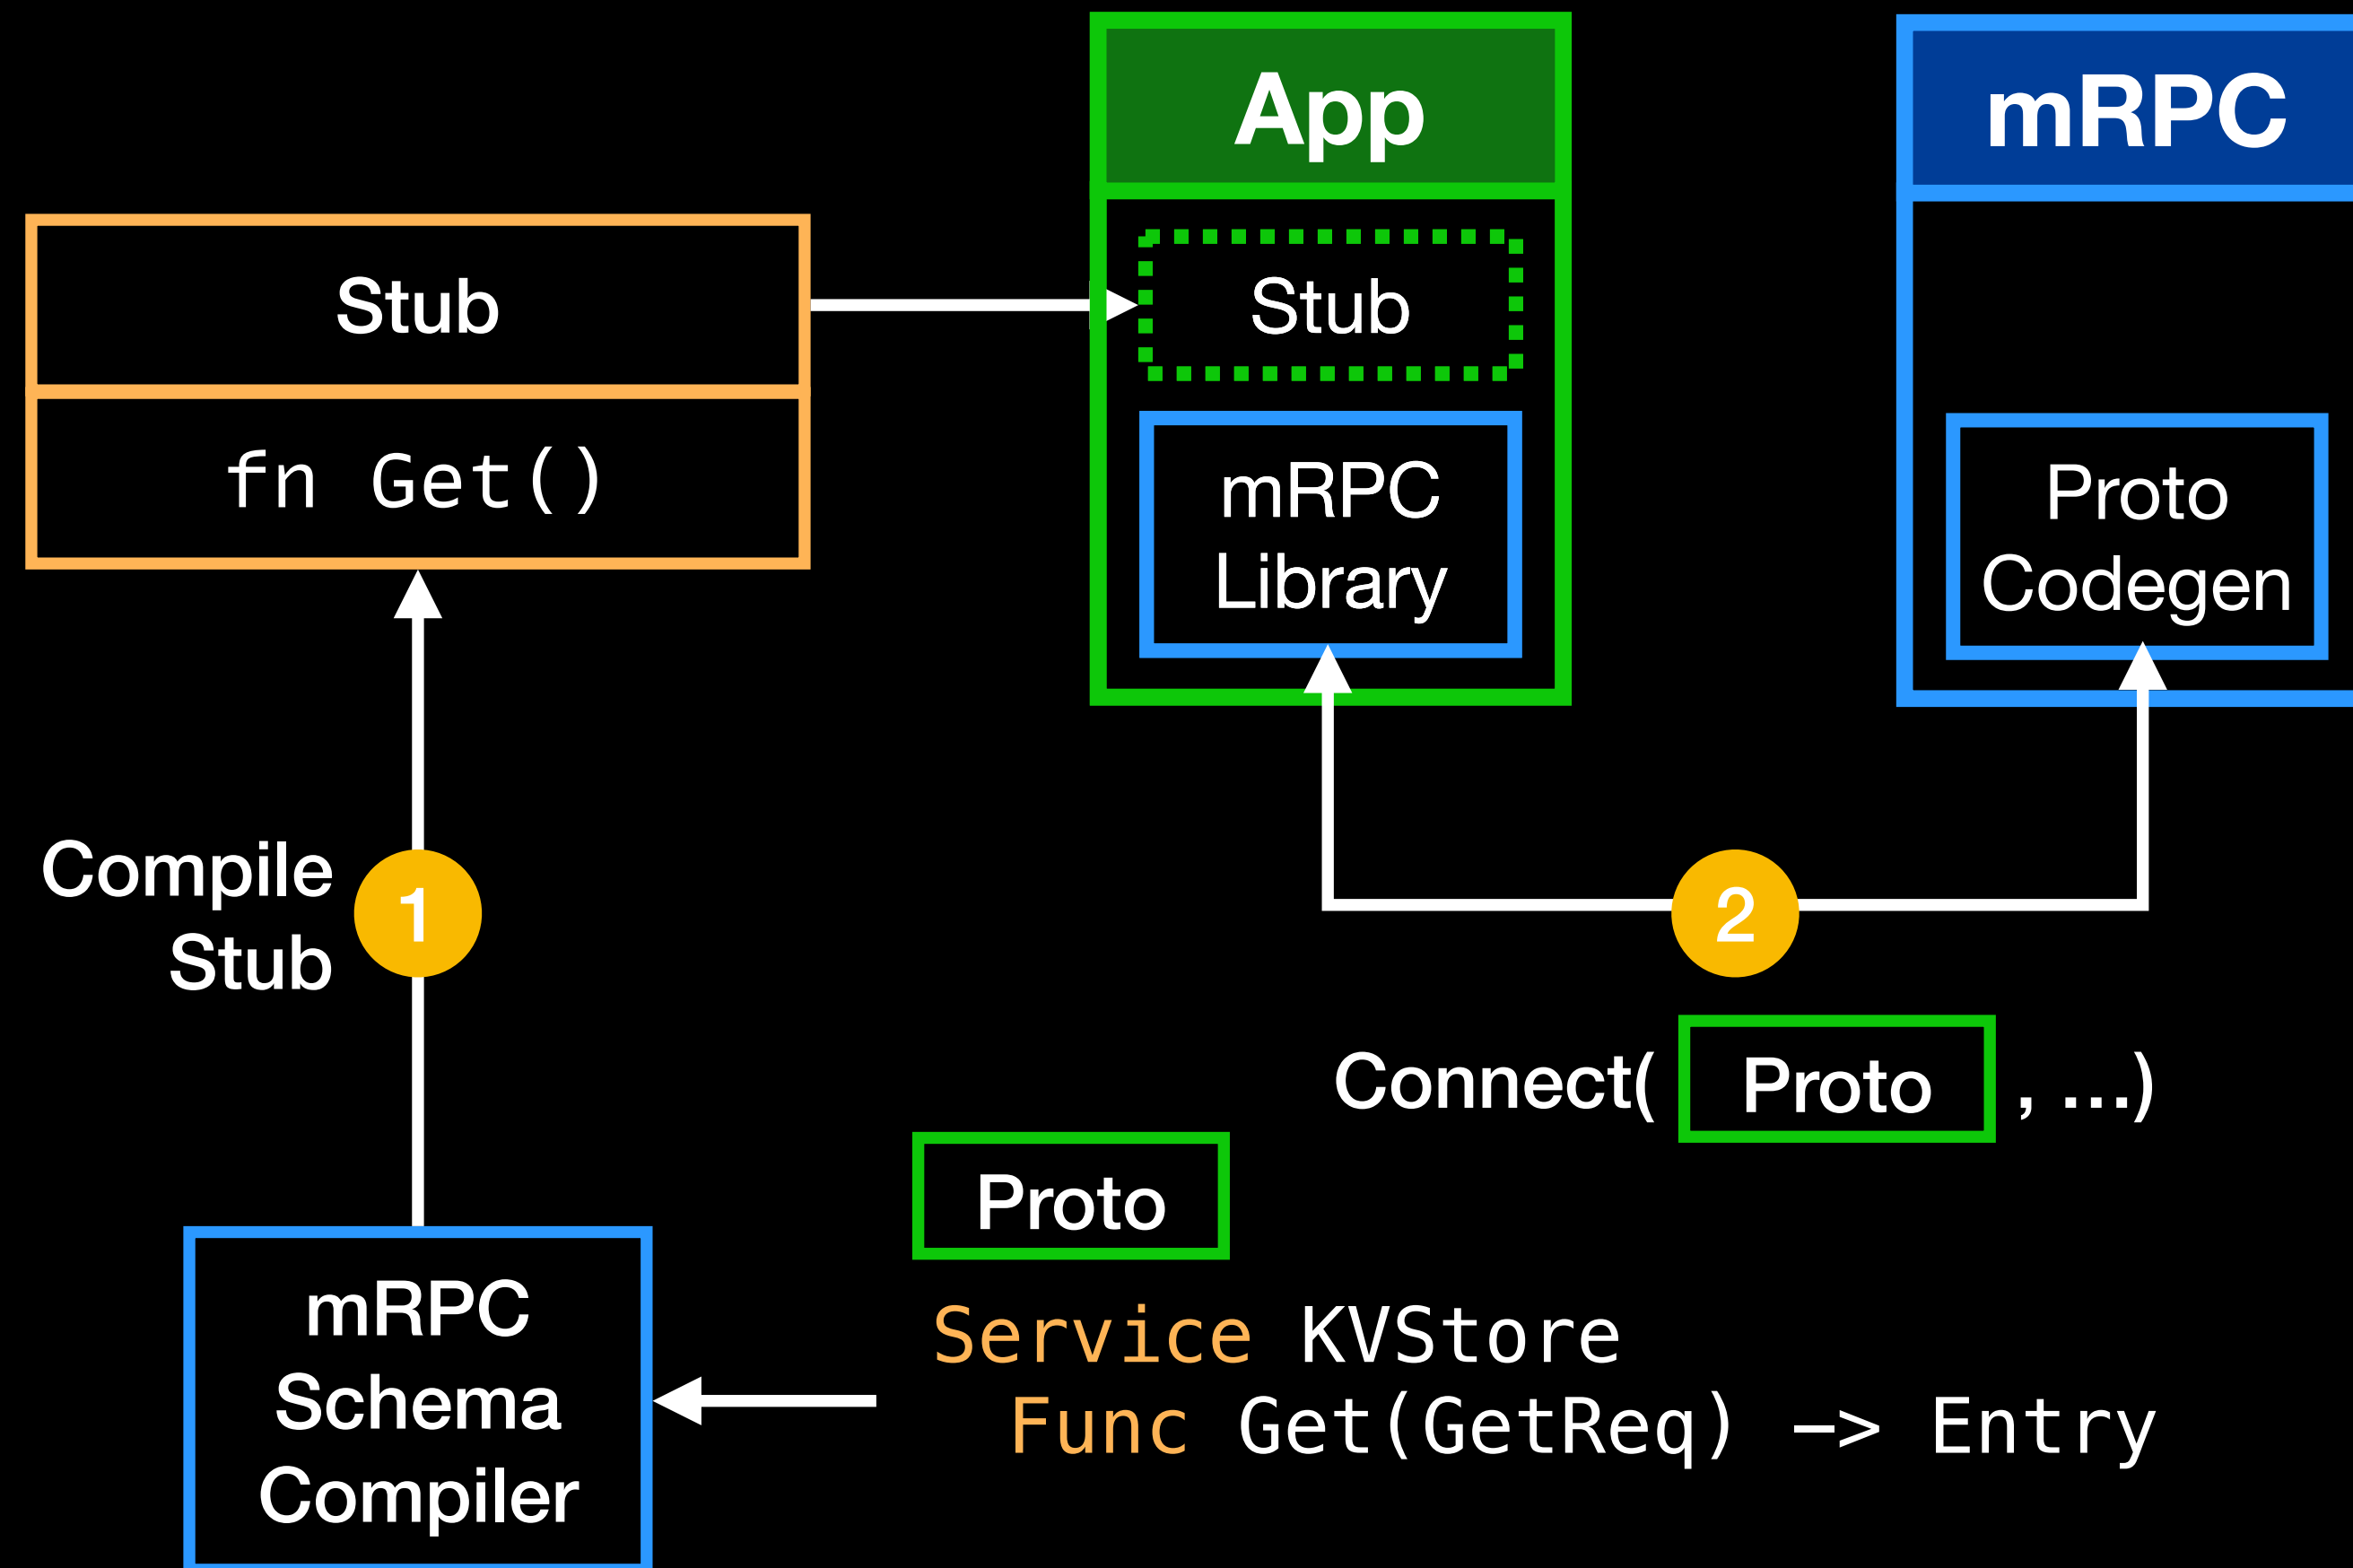 App
mRPC
Stub
Stub
fn Get()
mRPC
Library
Proto
Codegen
Compile
Stub
1
2
Connect( Proto , ...)
Proto
mRPC
Schema
Compiler
Service KVStore
Func Get(GetReq) —> Entry